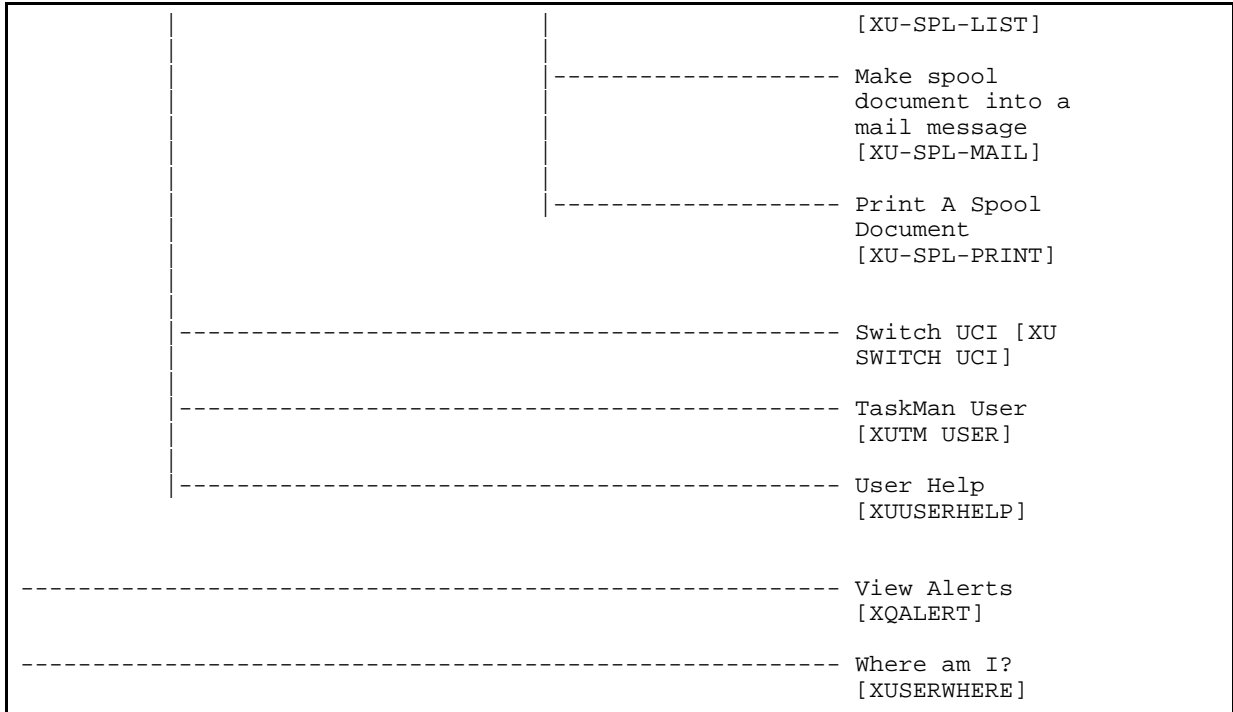 [XU-SPL-LIST]
Make spool
document into a
mail message
[XU-SPL-MAIL]
Print A Spool
Document
[XU-SPL-PRINT]
Switch UCI [XU
SWITCH UCI]
TaskMan User
[XUTM USER]
User Help
[XUUSERHELP]
View Alerts
[XQALERT]
Where am I?
[XUSERWHERE]